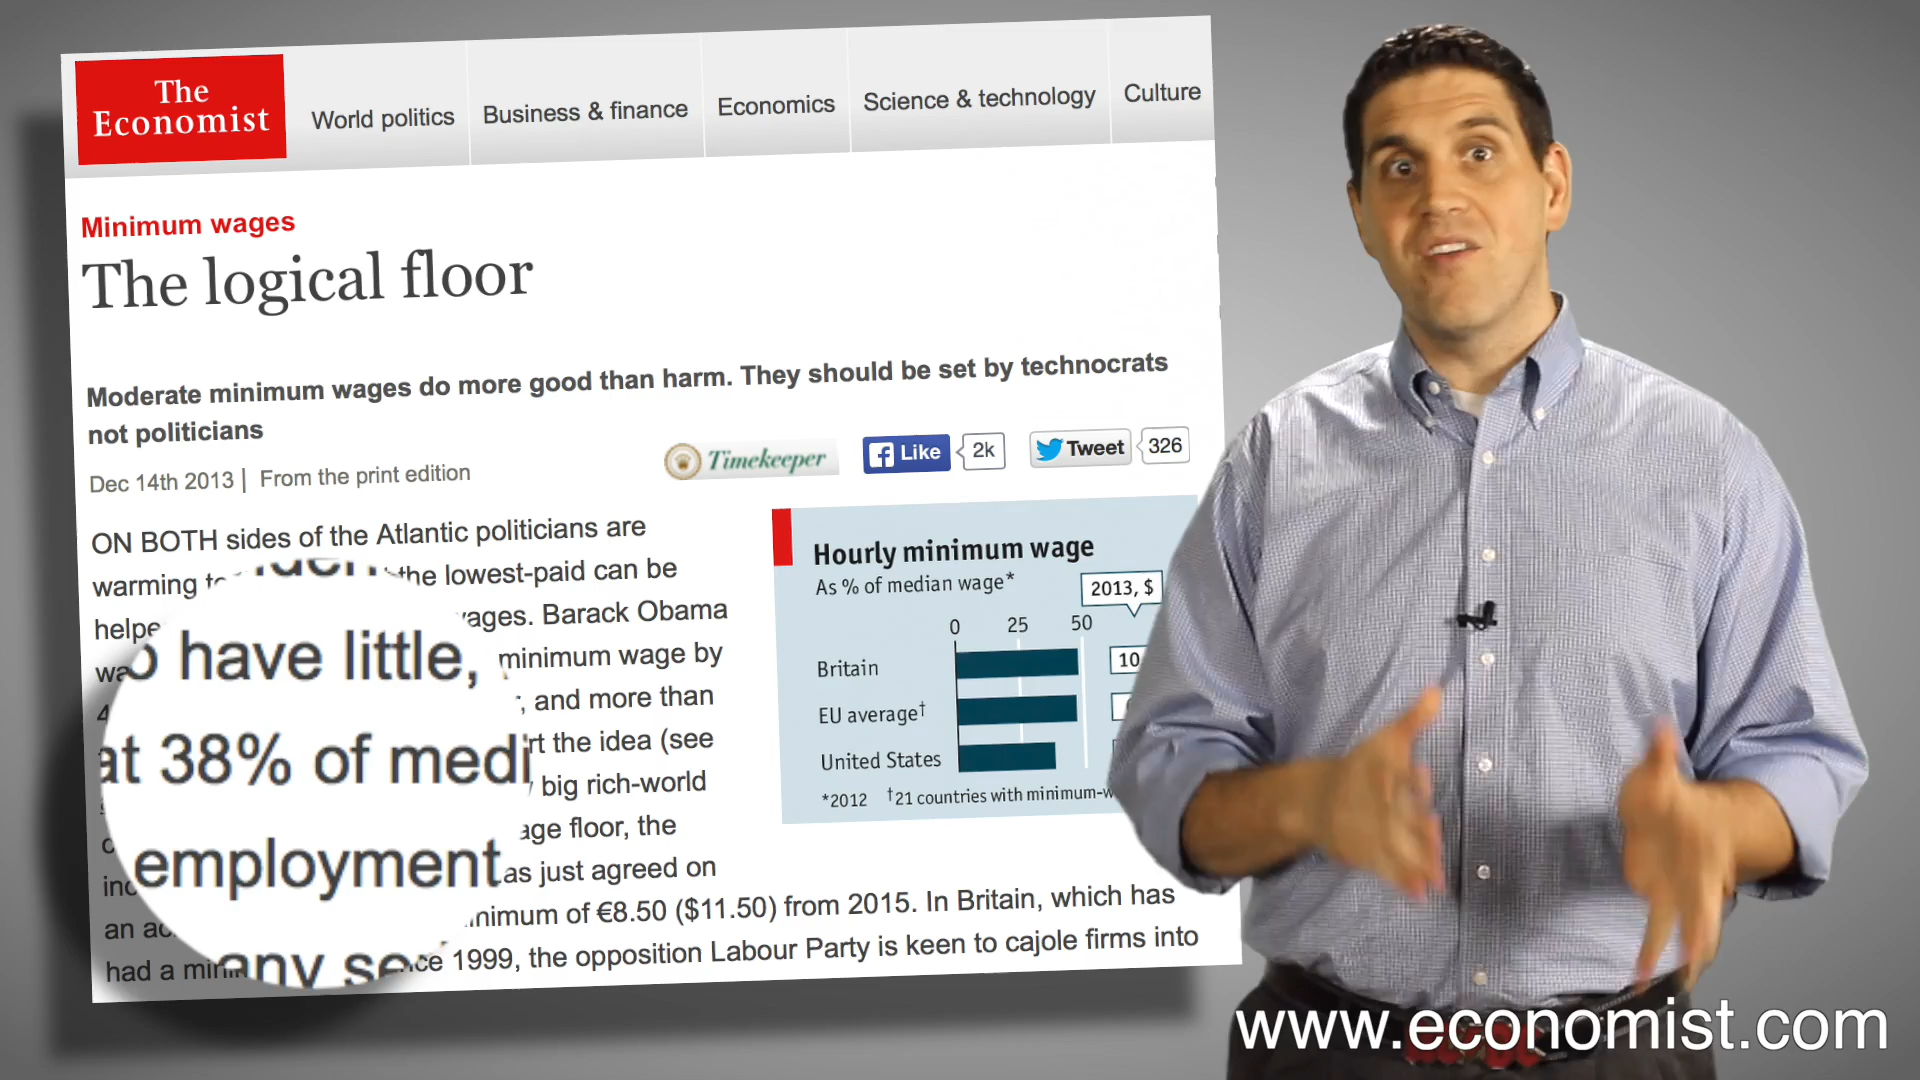 The
Economist
World politics
Business & finance
Economics
Science & technology
Culture
Minimum wages
The logical floor
Moderate minimum wages do more good than harm. They should be set by technocrats
not politicians
Dec 14th 2013 | From the print edition
Timekeeper
Like
2k
Tweet
326
ON BOTH sides of the Atlantic politicians are
warming the lowest-paid can be
helpe ages. Barack Obama
minimum wage by
and more than
rt the idea (see
big rich-world
age floor, the
as just agreed on
an nimum of €8.50 ($11.50) from 2015. In Britain, which has
had a mini ce 1999, the opposition Labour Party is keen to cajole firms into
have little,
at 38% of medi
employment
any se
Hourly minimum wage
As % of median wage*
2013, $
0 25 50
Britain
10
EU average†
United States
*2012 †21 countries with minimum-w
www.economist.com